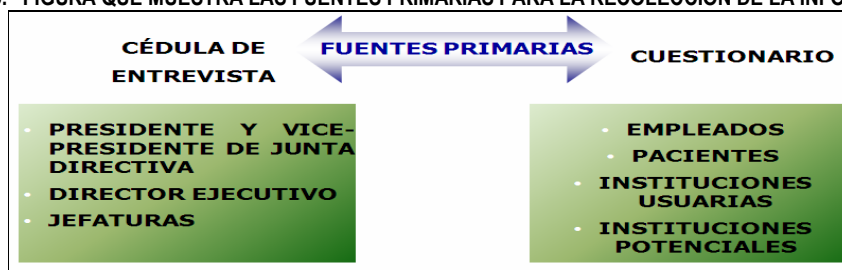 FIGURA QUE MUESTRA LAS FUENTES PRIMARIAS PARA LA RECOLECCIÓN DE LA
CÉDULA DE
ENTREVISTA
FUENTES PRIMARIAS
CUESTIONARIO
• PRESIDENTE Y VICE-
PRESIDENTE DE JUNTA
DIRECTIVA
• DIRECTOR EJECUTIVO
• JEFATURAS
• EMPLEADOS
• PACIENTES
• INSTITUCIONES
USUARIAS
• INSTITUCIONES
POTENCIALES